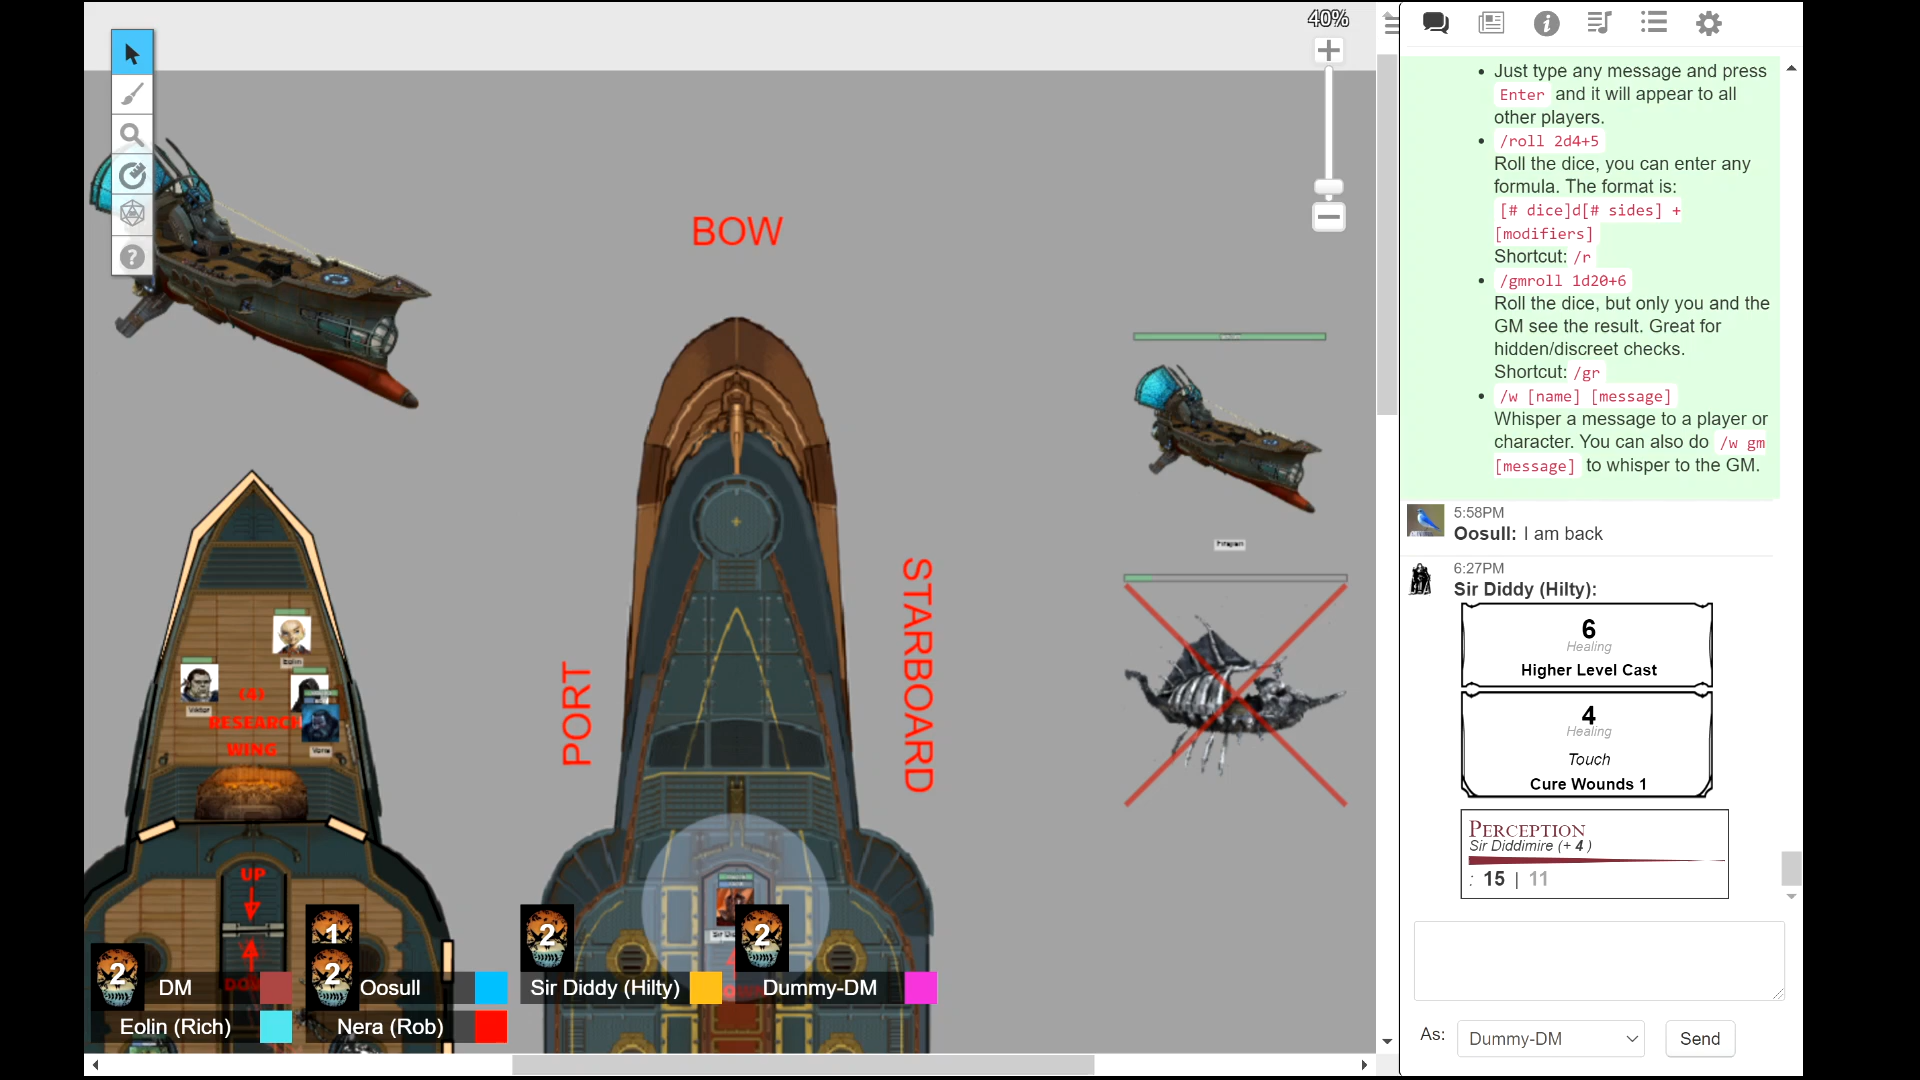 40%
BOW
PORT
STARBOARD
Eolin
Viktor
(4)
RESEARCH
WING
UP
2
DM
1
2
Oosull
2
Sir Diddy (Hilty)
2
Dummy-DM
Eolin (Rich)
Nera (Rob)
Just type any message and press
Enter and it will appear to all
other players.
/roll 2d4+5
Roll the dice, you can enter any
formula. The format is:
[# dice]d[# sides] +
[modifiers]
Shortcut: /r
/gmroll 1d20+6
Roll the dice, but only you and the
GM see the result. Great for
hidden/discreet checks.
Shortcut: /gr
/w [name] [message]
Whisper a message to a player or
character. You can also do /w gm
[message] to whisper to the GM.
5:58PM
Oosull: I am back
6:27PM
Sir Diddy (Hilty):
6
Healing
Higher Level Cast
4
Healing
Touch
Cure Wounds 1
PERCEPTION
Sir Diddimire (+ 4 )
: 15 | 11
As:
Dummy-DM
Send